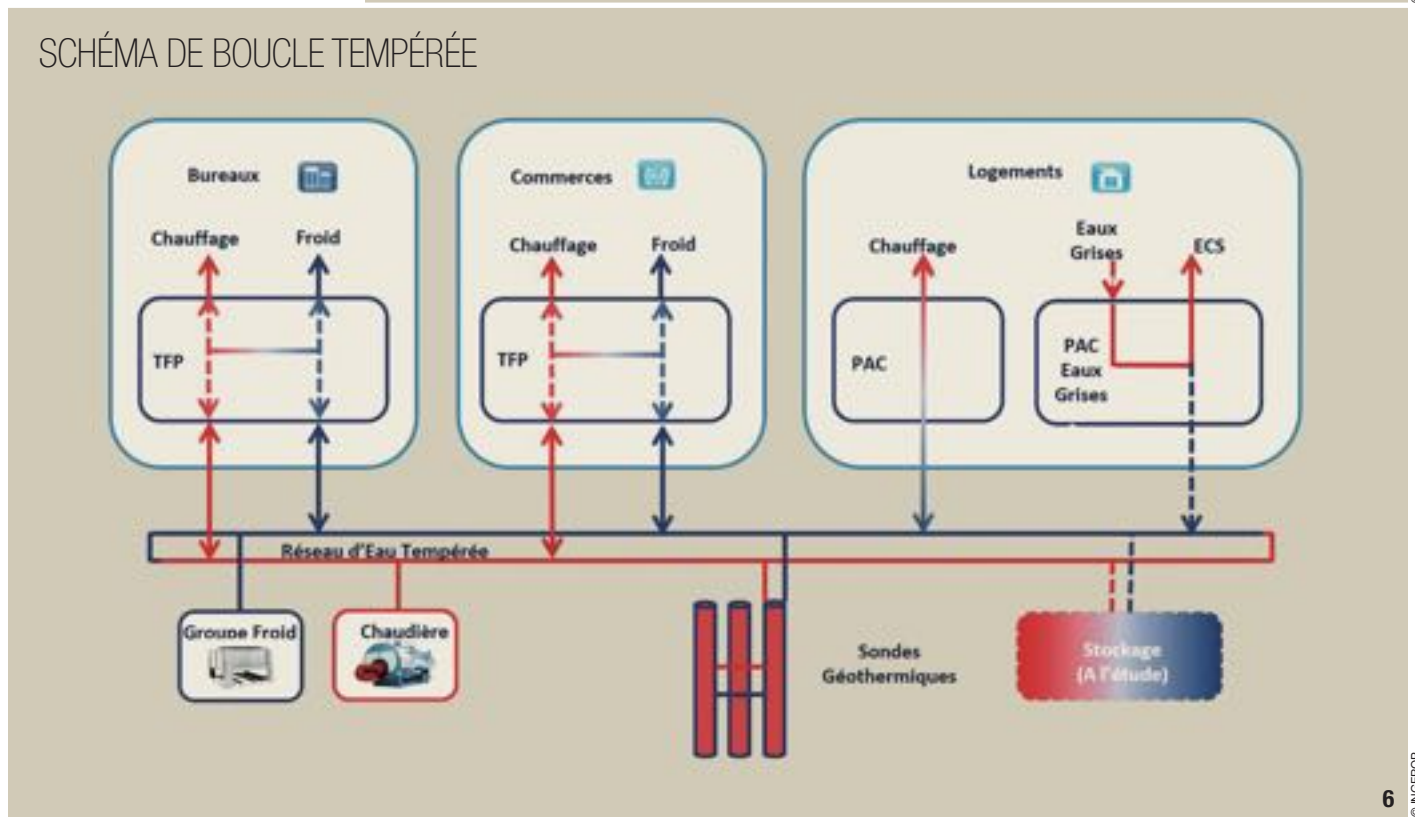 SCHÉMA DE BOUCLE TEMPÉRÉE
Bureaux
Chauffage
Froid
TFP
Commerces
Chauffage
Froid
TFP
Logements
Chauffage
PAC
Eaux
Grises
ECS
PAC
Eaux
Grises
Réseau d'Eau Tempérée
Groupe Froid
Chaudière
Sondes
Géothermiques
Stockage
(A l'étude)
6